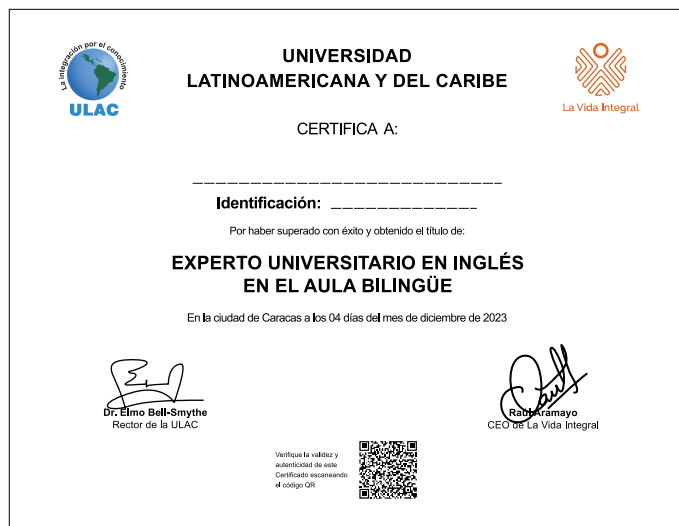 La integración por el conocimiento
ULAC
UNIVERSIDAD
LATINOAMERICANA Y DEL CARIBE
La Vida Integral
CERTIFICA A:
Identificación:
Por haber superado con éxito y obtenido el título de:
EXPERTO UNIVERSITARIO EN INGLÉS
EN EL AULA BILINGÜE
En la ciudad de Caracas a los 04 días del mes de diciembre de 2023
Dr. Elmo Bell-Smythe
Rector de la ULAC
Raúl Aramayo
CEO de La Vida Integral
Verifique la validez y
autenticidad de este
Certificado escaneando
el código QR